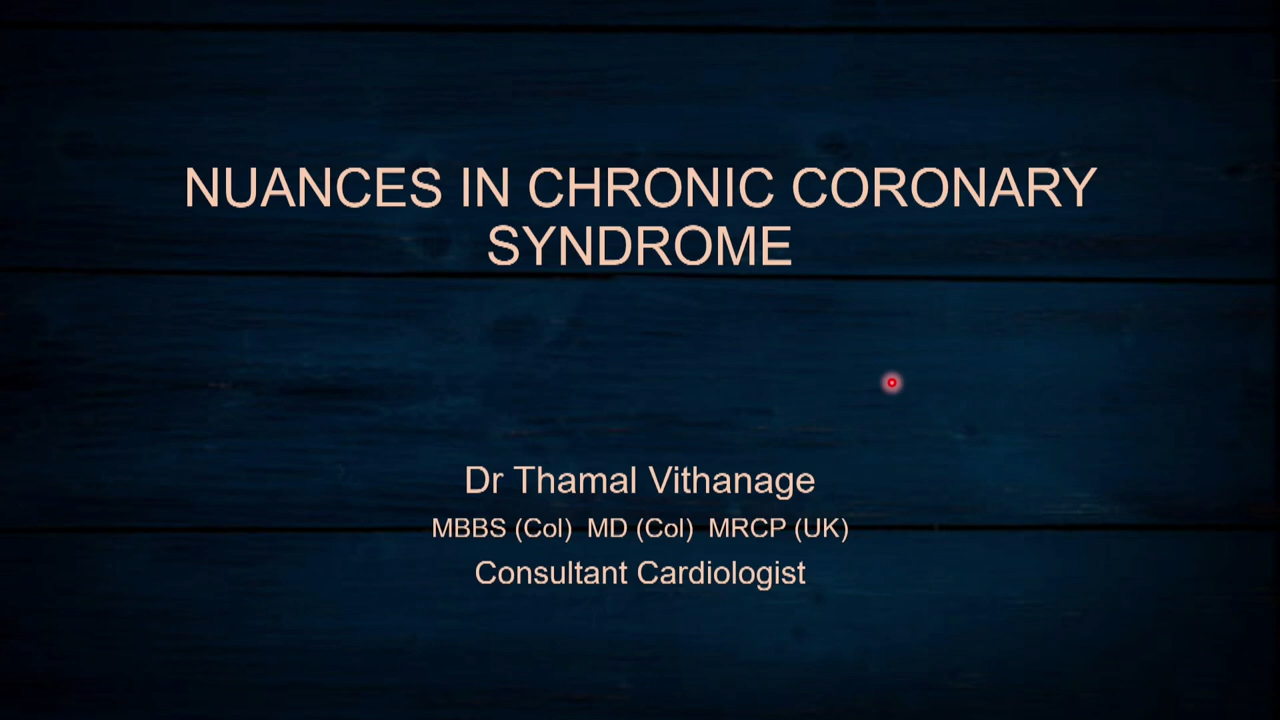 NUANCES IN CHRONIC CORONARY
SYNDROME
Dr Thamal Vithanage
MBBS (Col)  MD (Col)  MRCP (UK)
Consultant Cardiologist